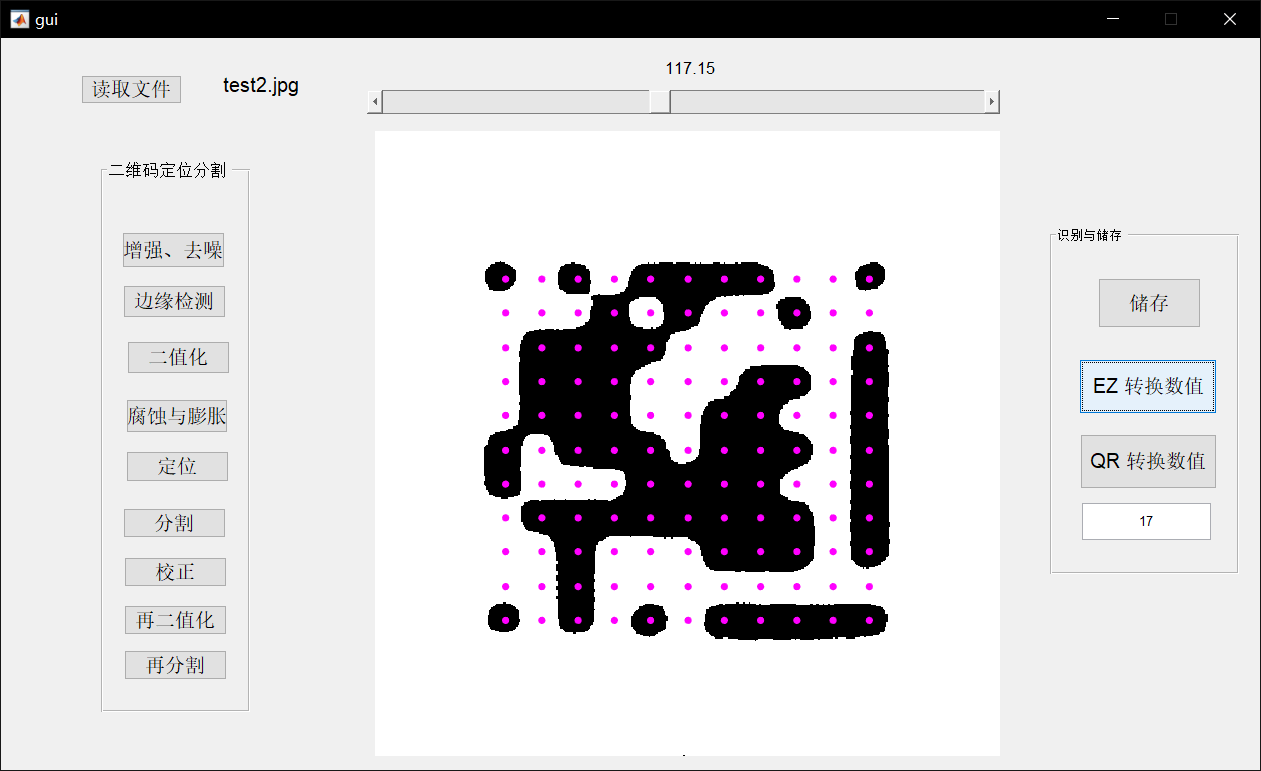 gui
读取文件
test2.jpg
117.15
二维码定位分割
增强、去噪
边缘检测
二值化
腐蚀与膨胀
定位
分割
校正
再二值化
再分割
识别与储存
储存
EZ 转换数值
QR 转换数值
17